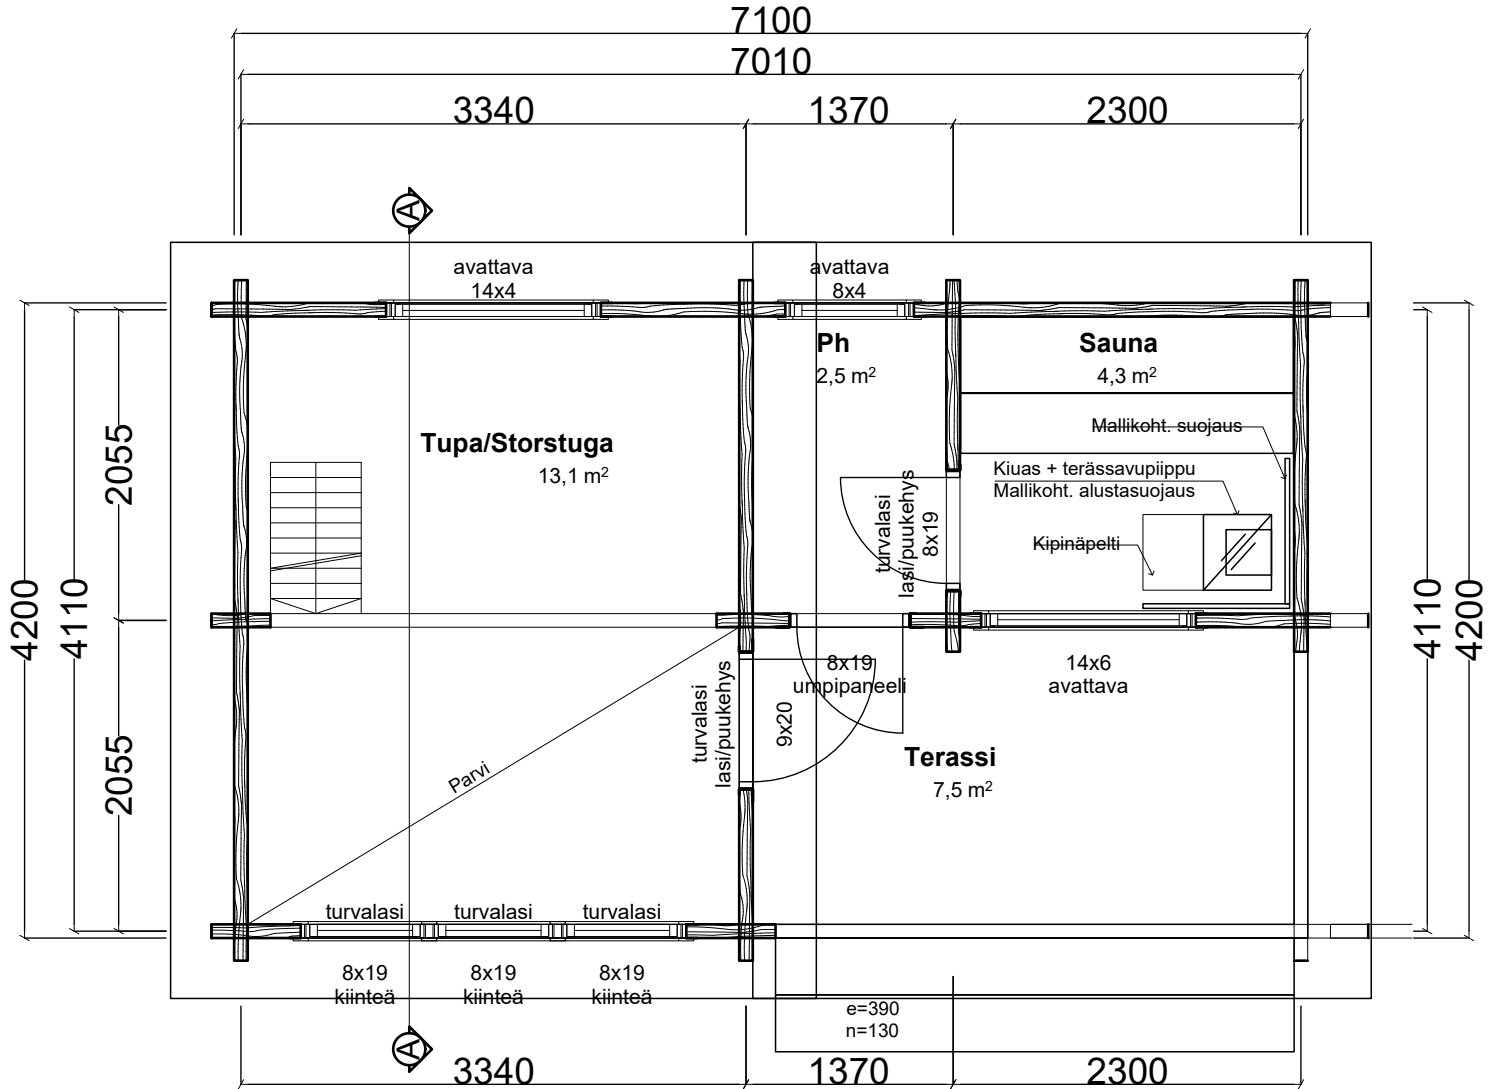 7100
7010
3340
1370
2300
A
avattava
14x4
avattava
8x4
Ph
2,5 m²
Sauna
4,3 m²
Mallikoht. suojaus
Tupa/Storstuga
13,1 m²
Kiuas + terässavupiippu
Mallikoht. alustasuojaus
turvalasi
lasi/puukehys
8x19
Kipinäpelti
2055
4200
4110
4110
4200
8x19
umpipaneeli
14x6
avattava
turvalasi
lasi/puukehys
9x20
Terassi
7,5 m²
2055
Parvi
turvalasi
turvalasi
turvalasi
8x19
kiinteä
8x19
kiinteä
8x19
kiinteä
e=390
n=130
A
3340
1370
2300